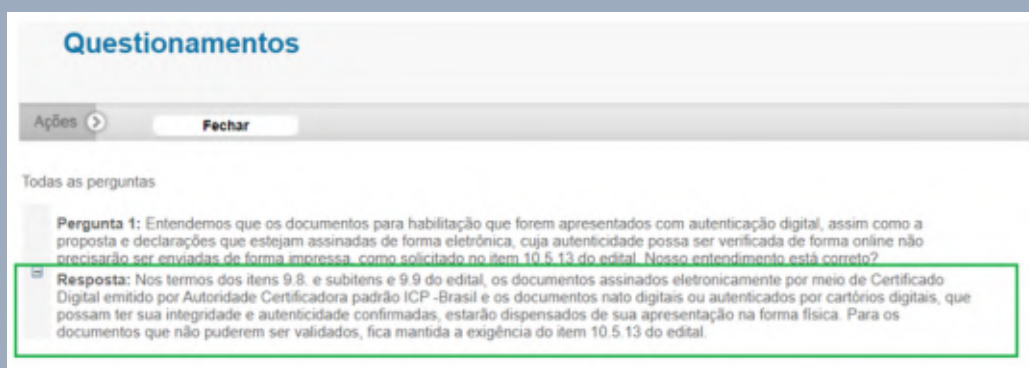 Questionamentos
Ações
Fechar
Todas as perguntas
Pergunta 1: Entendemos que os documentos para habilitação que forem apresentados com autenticação digital, assim como a
proposta e declarações que estejam assinadas de forma eletrônica, cuja autenticidade possa ser verificada de forma online não
precisarão ser enviadas de forma impressa, como solicitado no item 10.5.13 do edital. Nosso entendimento está correto?
Resposta: Nos termos dos itens 9.8. e subitens e 9.9 do edital, os documentos assinados eletronicamente por meio de Certificado
Digital emitido por Autoridade Certificadora padrão ICP -Brasil e os documentos nato digitais ou autenticados por cartórios digitais, que
possam ter sua integridade e autenticidade confirmadas, estarão dispensados de sua apresentação na forma física. Para os
documentos que não puderem ser validados, fica mantida a exigência do item 10.5.13 do edital.